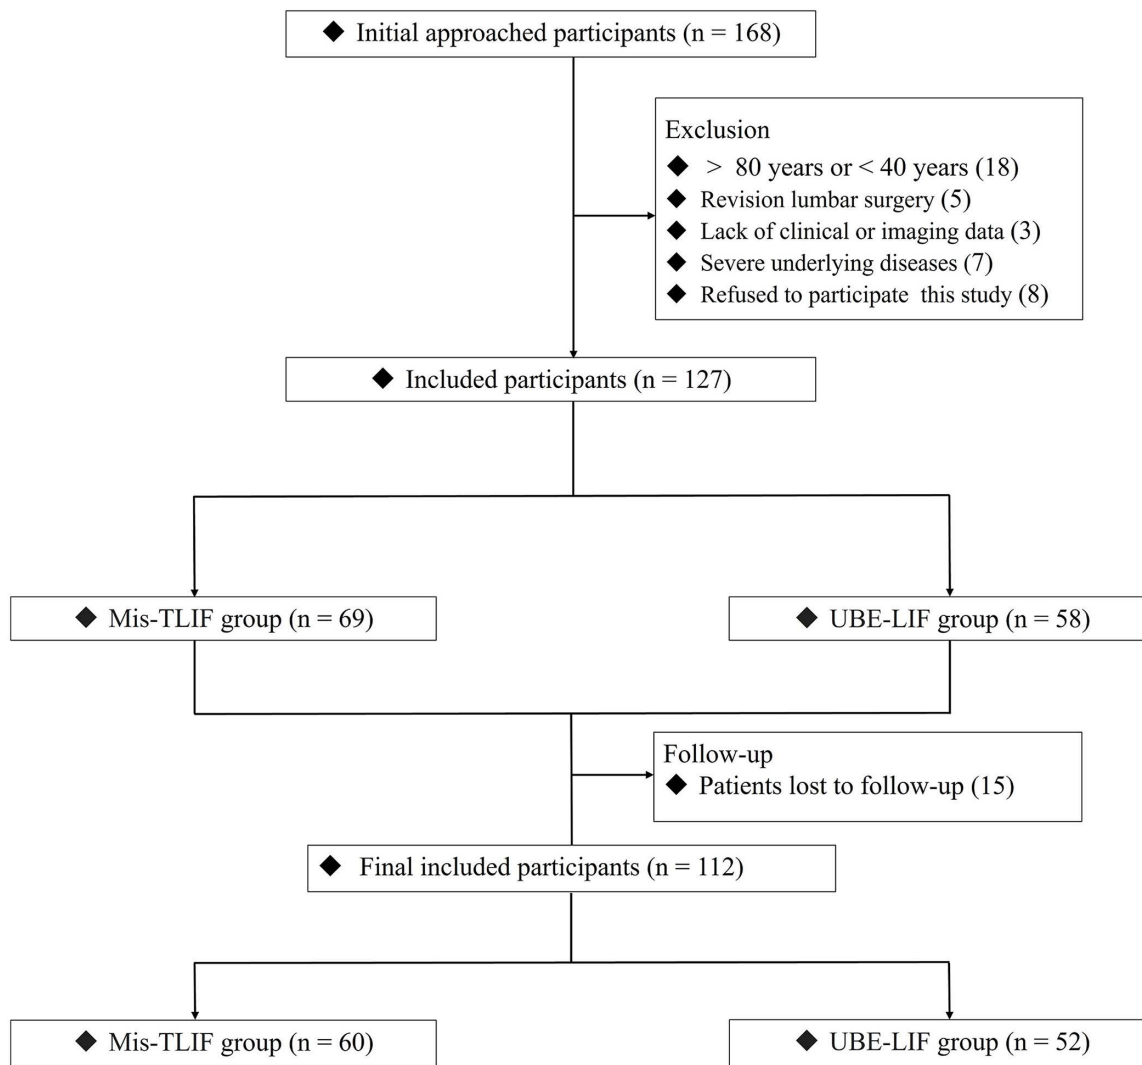 ◆ Initial approached participants (n = 168)
Exclusion
◆ > 80 years or < 40 years (18)
◆ Revision lumbar surgery (5)
◆ Lack of clinical or imaging data (3)
◆ Severe underlying diseases (7)
◆ Refused to participate this study (8)
◆ Included participants (n = 127)
◆ Mis-TLIF group (n = 69)
◆ UBE-LIF group (n = 58)
Follow-up
◆ Patients lost to follow-up (15)
◆ Final included participants (n = 112)
◆ Mis-TLIF group (n = 60)
◆ UBE-LIF group (n = 52)